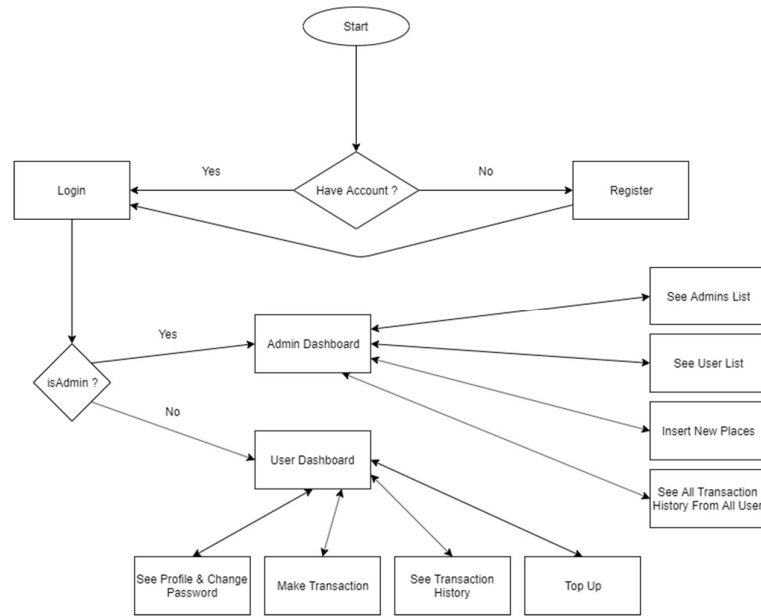 Start
Yes
No
Login
Have Account ?
Register
See Admins List
Yes
Admin Dashboard
See User List
isAdmin ?
No
Insert New Places
User Dashboard
See All Transaction
History From All User
See Profile & Change
Password
Make Transaction
See Transaction
History
Top Up